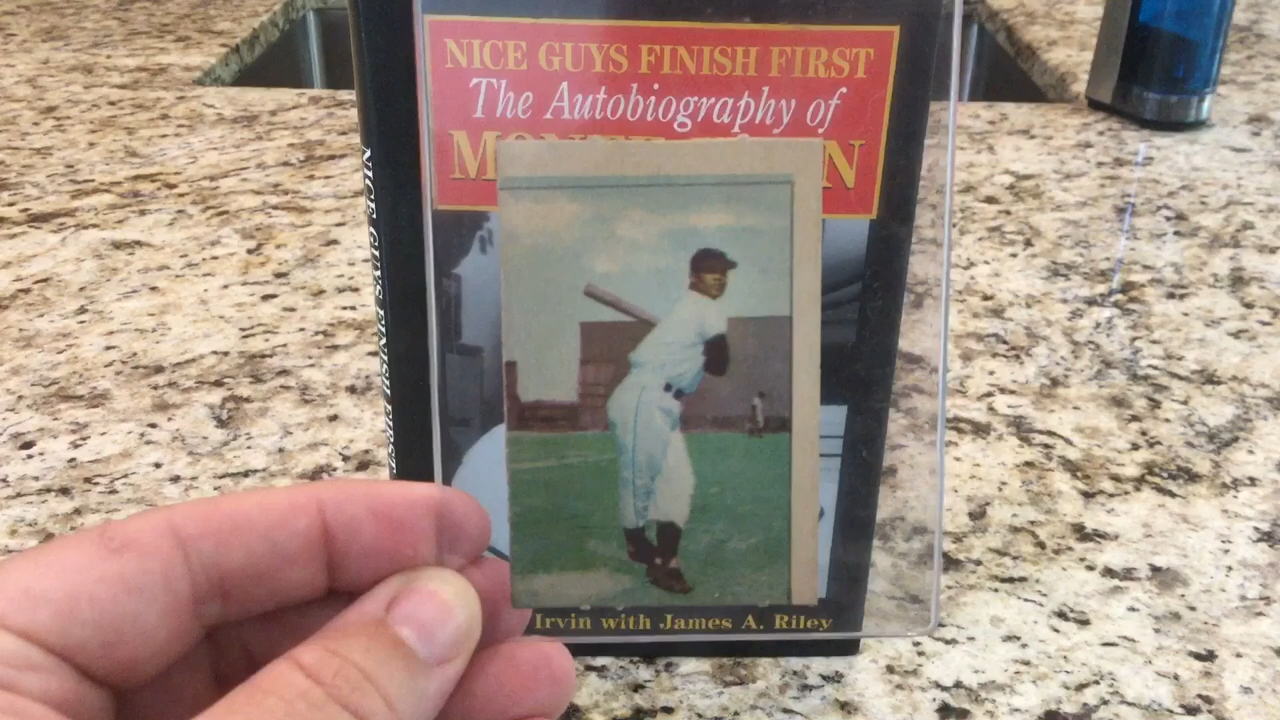 NICE GUYS FINISH FIRST
The Autobiography of
Irvin with James A. Riley
NICE GUYS FINISH FIRST